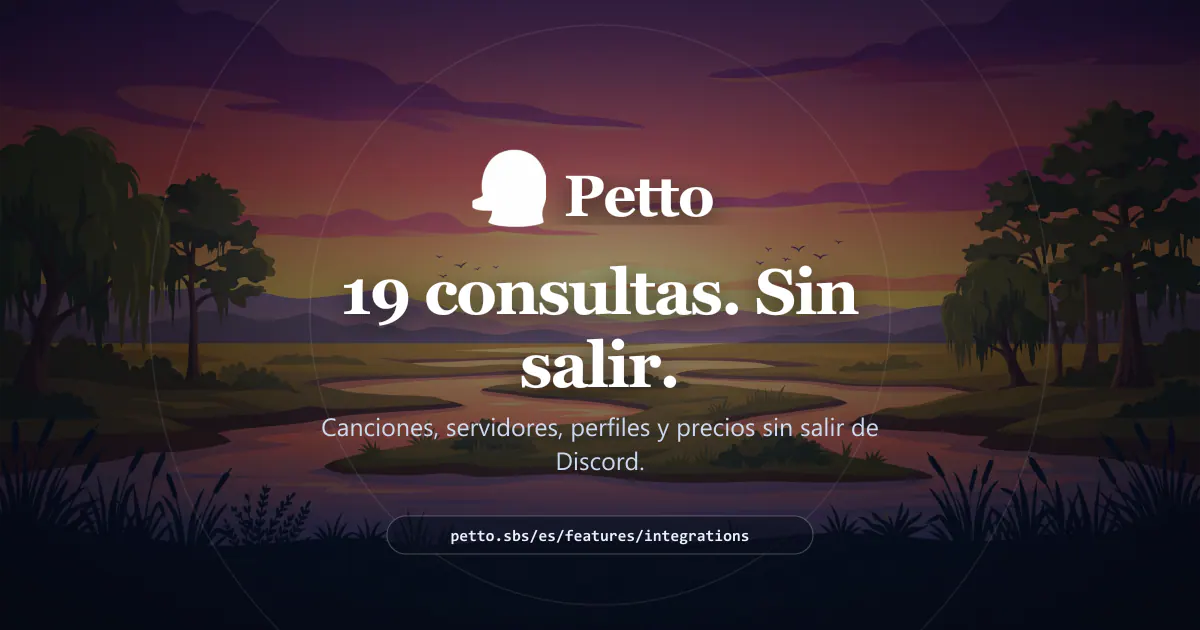 Petto
19 consultas. Sin
salir.
Canciones, servidores, perfiles y precios sin salir de
Discord.
petto.sbs/es/features/integrations